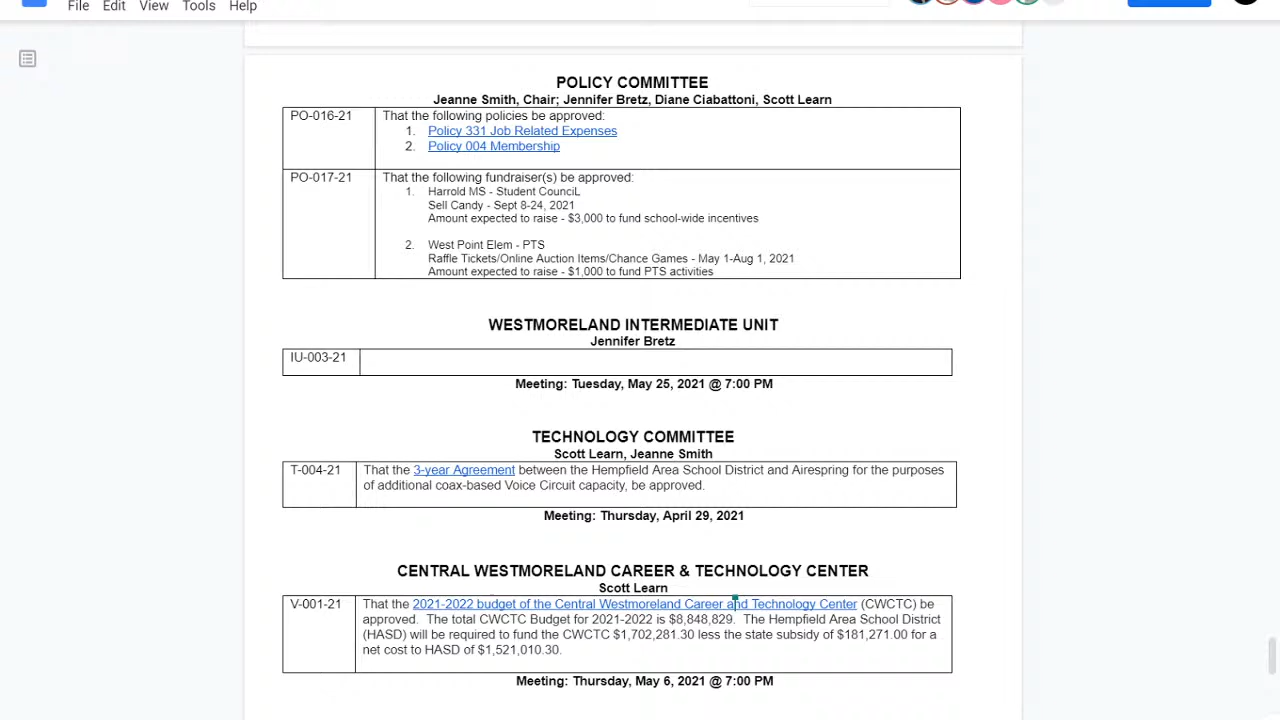 File Edit View Tools Help
POLICY COMMITTEE
Jeanne Smith, Chair; Jennifer Bretz, Diane Ciabattoni, Scott Learn
PO-016-21 That the following policies be approved:
1. Policy 331 Job Related Expenses
2. Policy 004 Membership
PO-017-21 That the following fundraiser(s) be approved:
1. Harrold MS - Student CounciL
Sell Candy - Sept 8-24, 2021
Amount expected to raise - $3,000 to fund school-wide incentives
2. West Point Elem - PTS
Raffle Tickets/Online Auction Items/Chance Games - May 1-Aug 1, 2021
Amount expected to raise - $1,000 to fund PTS activities
WESTMORELAND INTERMEDIATE UNIT
Jennifer Bretz
IU-003-21
Meeting: Tuesday, May 25, 2021 @ 7:00 PM
TECHNOLOGY COMMITTEE
Scott Learn, Jeanne Smith
T-004-21 That the 3-year Agreement between the Hempfield Area School District and Airespring for the purposes
of additional coax-based Voice Circuit capacity, be approved.
Meeting: Thursday, April 29, 2021
CENTRAL WESTMORELAND CAREER & TECHNOLOGY CENTER
Scott Learn
V-001-21 That the 2021-2022 budget of the Central Westmoreland Career and Technology Center (CWCTC) be
approved. The total CWCTC Budget for 2021-2022 is $8,848,829. The Hempfield Area School District
(HASD) will be required to fund the CWCTC $1,702,281.30 less the state subsidy of $181,271.00 for a
net cost to HASD of $1,521,010.30.
Meeting: Thursday, May 6, 2021 @ 7:00 PM